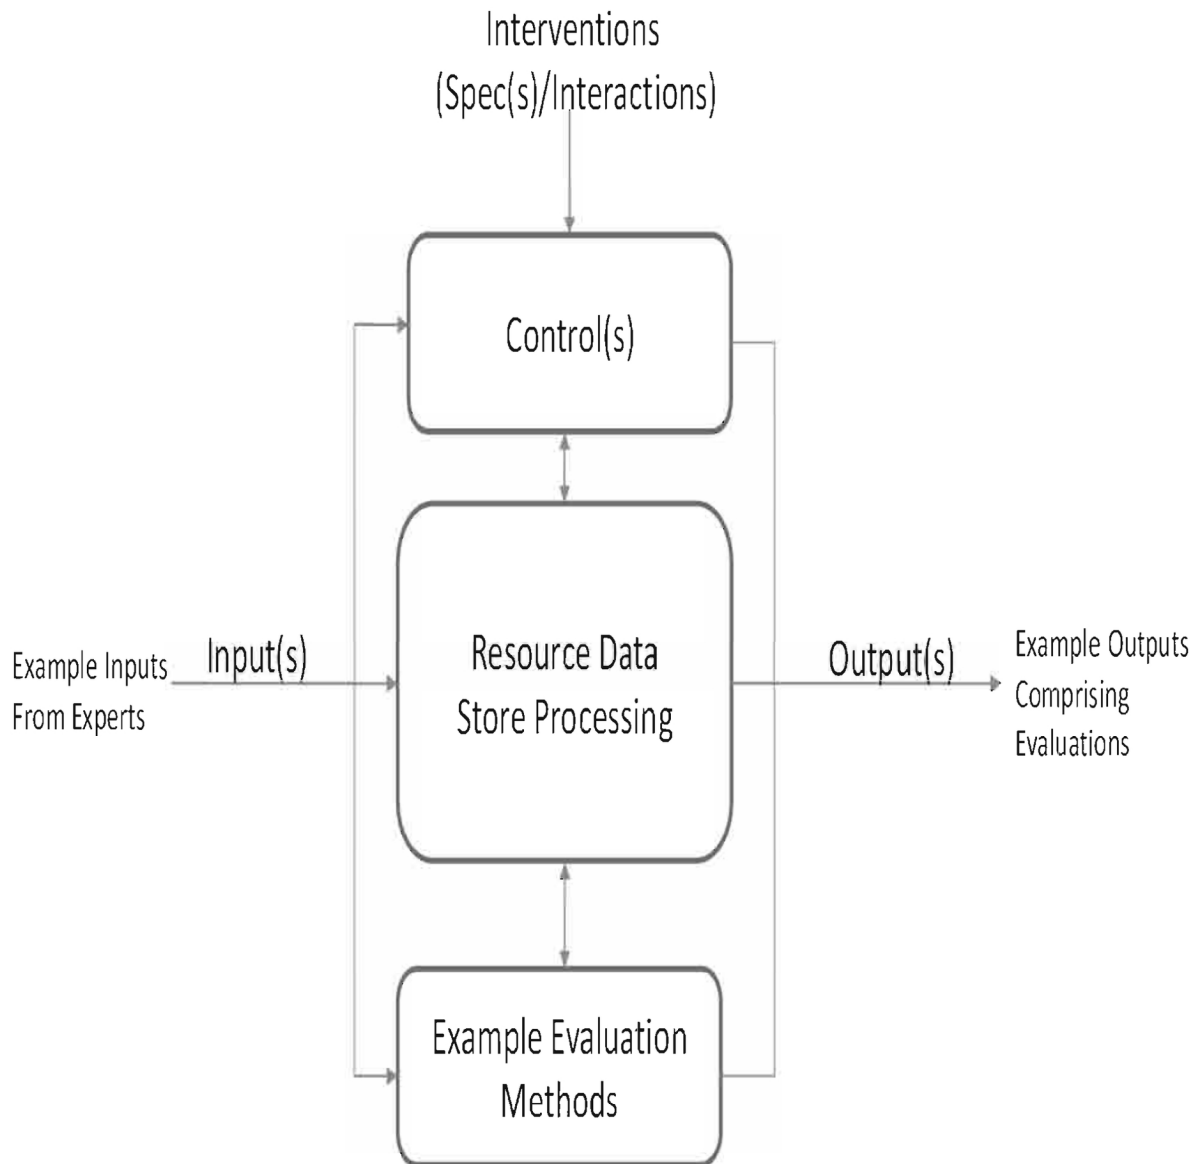 Interventions
(Spec(s)/Interactions)
Control(s)
Example Inputs
From Experts
Input(s)
Resource Data
Store Processing
Output(s)
Example Outputs
Comprising
Evaluations
Example Evaluation
Methods